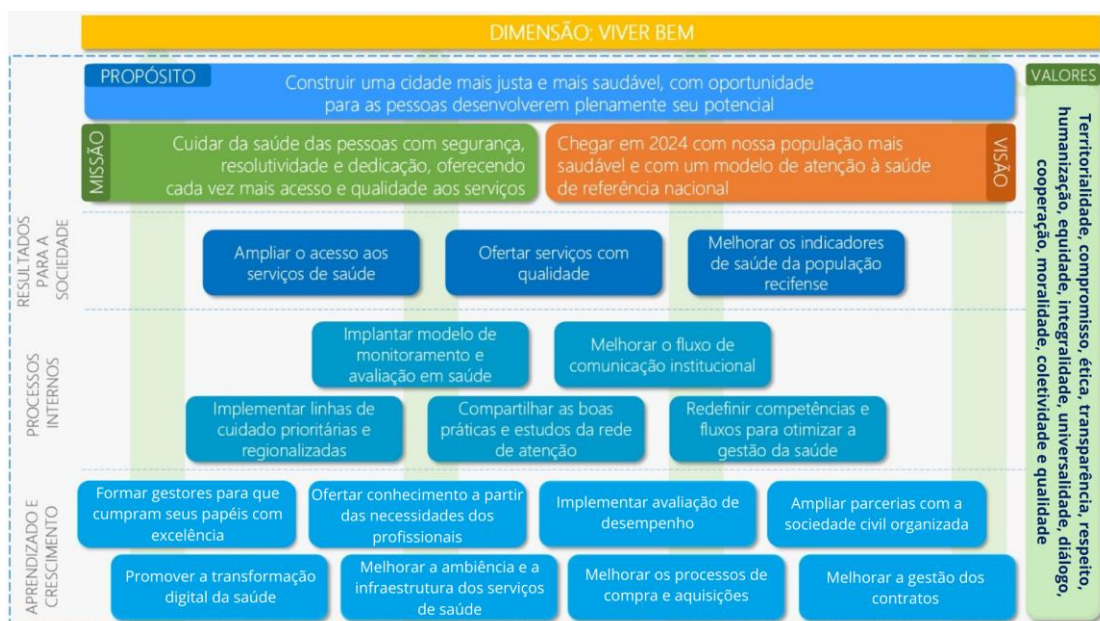 DIMENSÃO: VIVER BEM
PROPÓSITO
Construir uma cidade mais justa e mais saudável, com oportunidade
para as pessoas desenvolverem plenamente seu potencial
MISSÃO
Cuidar da saúde das pessoas com segurança,
resolutividade e dedicação, oferecendo
cada vez mais acesso e qualidade aos serviços
Chegar em 2024 com nossa população mais
saudável e com um modelo de atenção à saúde
de referência nacional
VISÃO
VALORES
Territorialidade, compromisso, ética, transparência, respeito,
humanização, equidade, integralidade, universalidade, diálogo,
cooperação, moralidade, coletividade e qualidade
RESULTADOS
PARA A
SOCIEDADE
Ampliar o acesso aos
serviços de saúde
Ofertar serviços com
qualidade
Melhorar os indicadores
de saúde da população
recifense
PROCESSOS
INTERNOS
Implantar modelo de
monitoramento e
avaliação em saúde
Melhorar o fluxo de
comunicação institucional
Implementar linhas de
cuidado prioritárias e
regionalizadas
Compartilhar as boas
práticas e estudos da rede
de atenção
Redefinir competências e
fluxos para otimizar a
gestão da saúde
APRENDIZADO E
CRESCIMENTO
Formar gestores para que
cumpram seus papéis com
excelência
Ofertar conhecimento a partir
das necessidades dos
profissionais
Implementar avaliação de
desempenho
Ampliar parcerias com a
sociedade civil organizada
Promover a transformação
digital da saúde
Melhorar a ambiência e a
infraestrutura dos serviços
de saúde
Melhorar os processos de
compra e aquisições
Melhorar a gestão dos
contratos